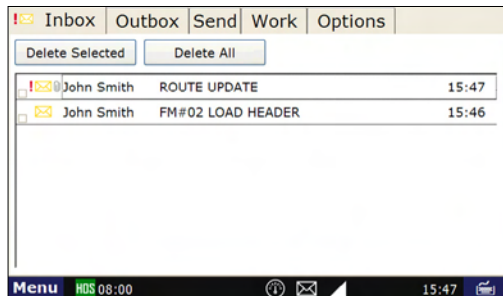 ! Inbox Outbox Send Work Options
Delete Selected Delete All
! John Smith ROUTE UPDATE 15:47
John Smith FM#02 LOAD HEADER 15:46
Menu HOS 08:00 15:47